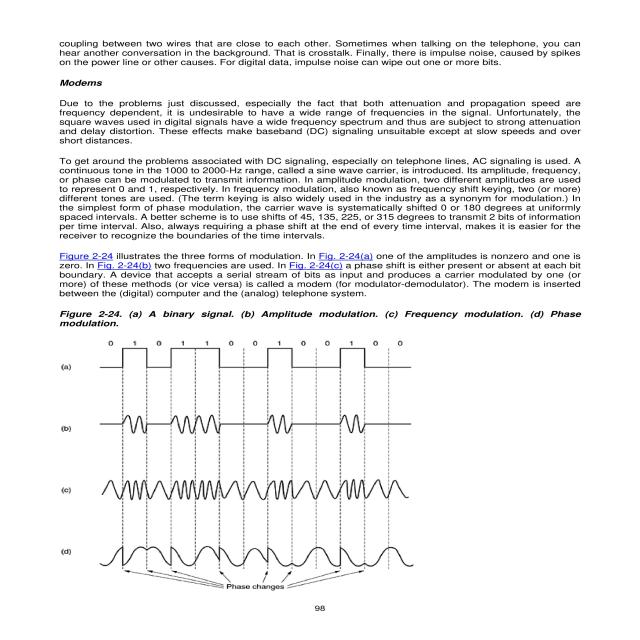 coupling between two wires that are close to each other. Sometimes when talking on the telephone, you can
hear another conversation in the background. That is crosstalk. Finally, there is impulse noise, caused by spikes
on the power line or other causes. For digital data, impulse noise can wipe out one or more bits.
Modems
Due to the problems just discussed, especially the fact that both attenuation and propagation speed are
frequency dependent, it is undesirable to have a wide range of frequencies in the signal. Unfortunately, the
square waves used in digital signals have a wide frequency spectrum and thus are subject to strong attenuation
and delay distortion. These effects make baseband (DC) signaling unsuitable except at slow speeds and over
short distances.
To get around the problems associated with DC signaling, especially on telephone lines, AC signaling is used. A
continuous tone in the 1000 to 2000-Hz range, called a sine wave carrier, is introduced. Its amplitude, frequency,
or phase can be modulated to transmit information. In amplitude modulation, two different amplitudes are used
to represent 0 and 1, respectively. In frequency modulation, also known as frequency shift keying, two (or more)
different tones are used. (The term keying is also widely used in the industry as a synonym for modulation.) In
the simplest form of phase modulation, the carrier wave is systematically shifted 0 or 180 degrees at uniformly
spaced intervals. A better scheme is to use shifts of 45, 135, 225, or 315 degrees to transmit 2 bits of information
per time interval. Also, always requiring a phase shift at the end of every time interval, makes it is easier for the
receiver to recognize the boundaries of the time intervals.
Figure 2-24 illustrates the three forms of modulation. In Fig. 2-24(a) one of the amplitudes is nonzero and one is
zero. In Fig. 2-24(b) two frequencies are used. In Fig. 2-24(c) a phase shift is either present or absent at each bit
boundary. A device that accepts a serial stream of bits as input and produces a carrier modulated by one (or
more) of these methods (or vice versa) is called a modem (for modulator-demodulator). The modem is inserted
between the (digital) computer and the (analog) telephone system.
Figure 2-24. (a) A binary signal. (b) Amplitude modulation. (c) Frequency modulation. (d) Phase
modulation.
0 1 0 1 1 0 0 1 0 0 1 0 0
(a)
(b)
(c)
(d)
Phase changes
98